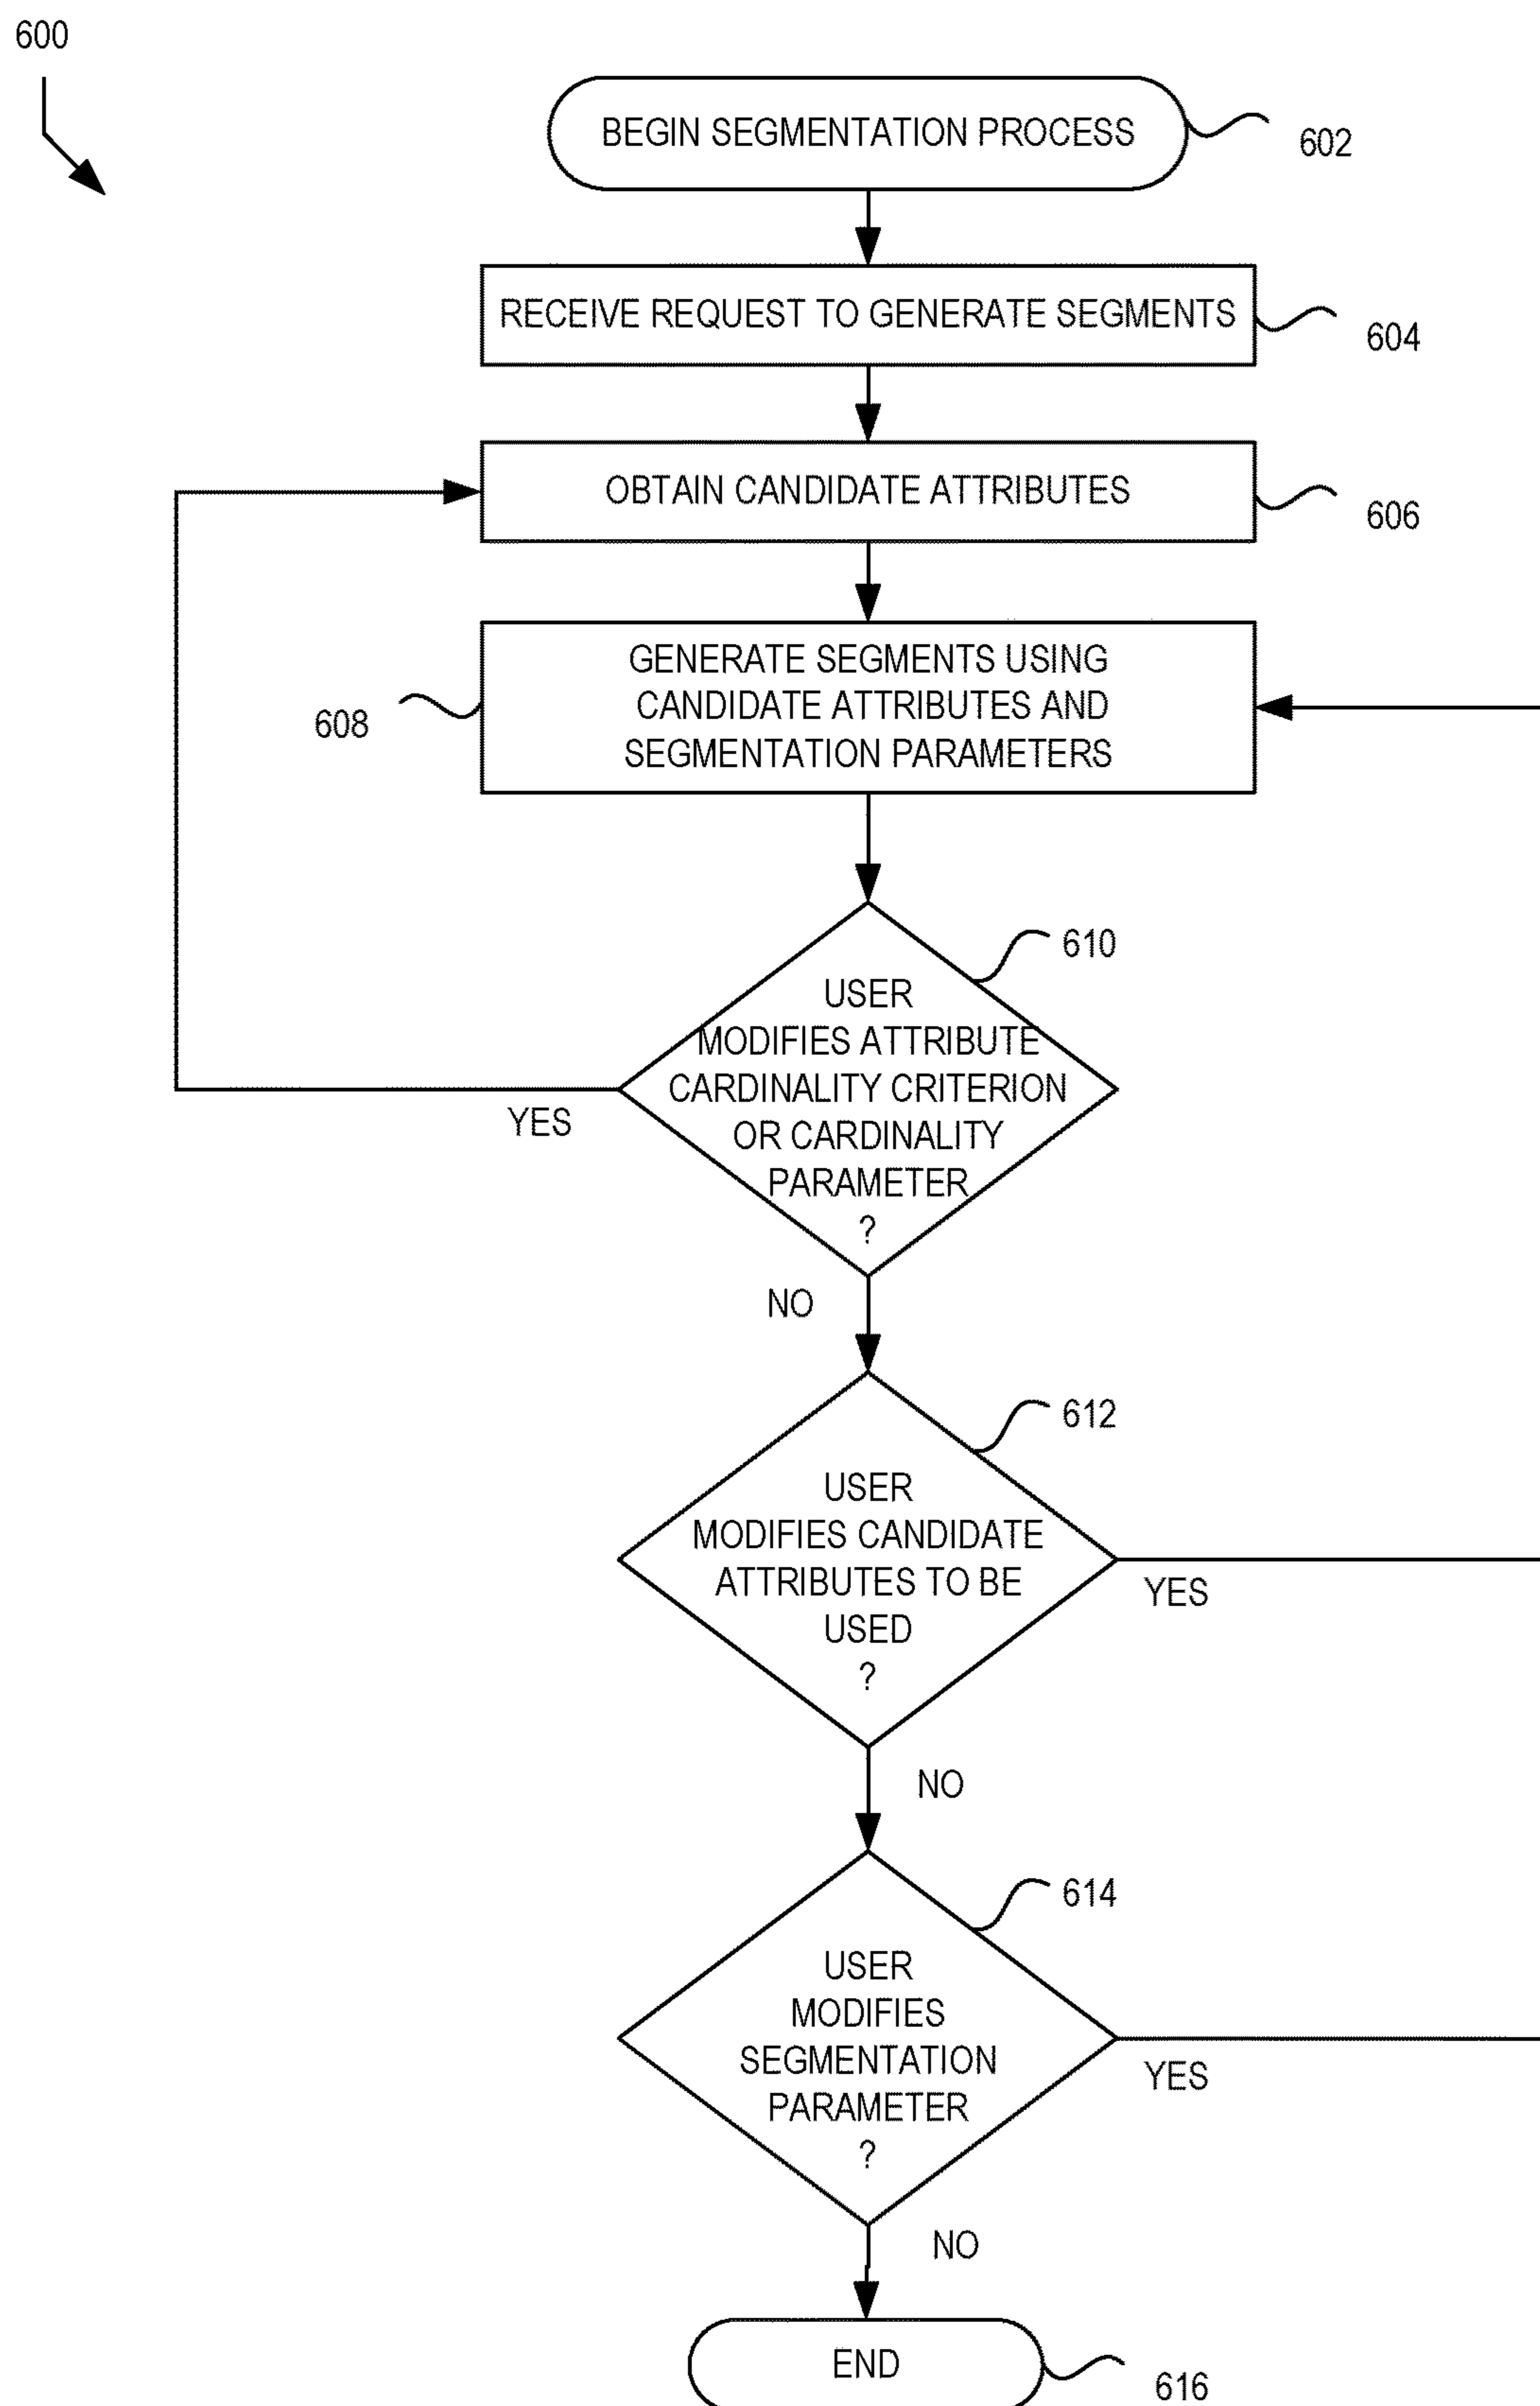 600
BEGIN SEGMENTATION PROCESS
602
RECEIVE REQUEST TO GENERATE SEGMENTS
604
OBTAIN CANDIDATE ATTRIBUTES
606
GENERATE SEGMENTS USING
CANDIDATE ATTRIBUTES AND
SEGMENTATION PARAMETERS
608
610
USER
MODIFIES ATTRIBUTE
CARDINALITY CRITERION
OR CARDINALITY
PARAMETER
?
YES
NO
612
USER
MODIFIES CANDIDATE
ATTRIBUTES TO BE
USED
?
YES
NO
614
USER
MODIFIES
SEGMENTATION
PARAMETER
?
YES
NO
END
616